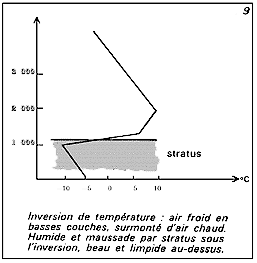 9
3 000
2 000
1 000
stratus
-10 5 0 5 10 °C
Inversion de température : air froid en
basses couches, surmonté d'air chaud.
Humide et maussade par stratus sous
l'inversion, beau et limpide au-dessus.